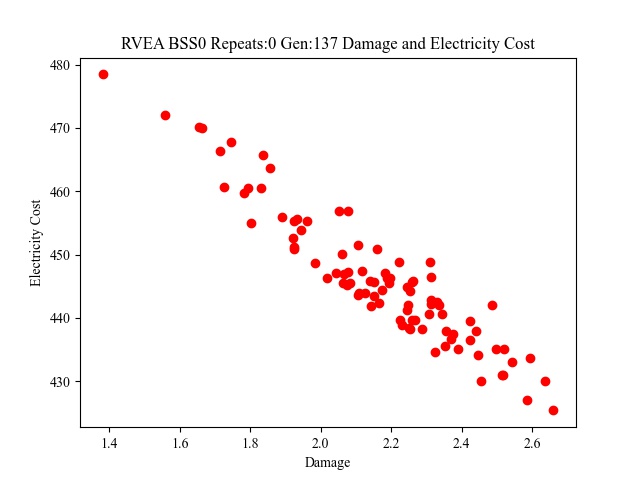 RVEA BSS0 Repeats:0 Gen:137 Damage and Electricity Cost
480
470
460
450
440
430
Electricity Cost
1.4 1.6 1.8 2.0 2.2 2.4 2.6
Damage